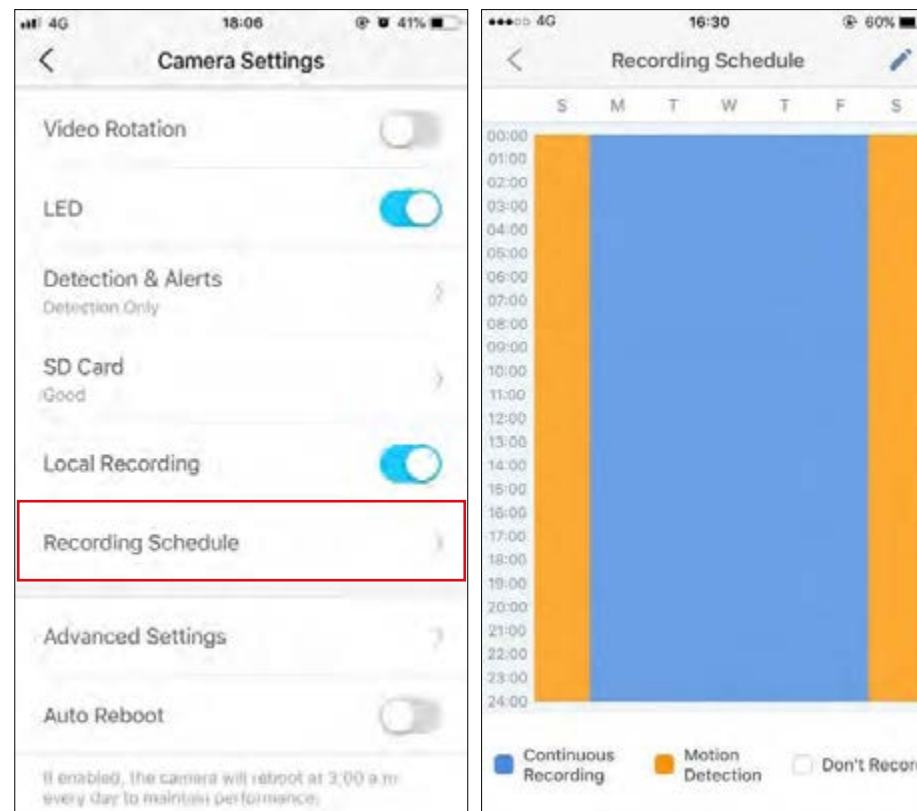 4G 18:06 41%
Camera Settings
Video Rotation
LED
Detection & Alerts
Detection Only
SD Card
Good
Local Recording
Recording Schedule
Advanced Settings
Auto Reboot
If enabled, the camera will reboot at 3:00 a.m
every day to maintain performance.
4G 16:30 60%
Recording Schedule
S M T W T F S
00:00
01:00
02:00
03:00
04:00
05:00
06:00
07:00
08:00
09:00
10:00
11:00
12:00
13:00
14:00
15:00
16:00
17:00
18:00
19:00
20:00
21:00
22:00
23:00
24:00
Continuous
Recording
Motion
Detection
Don't Recor